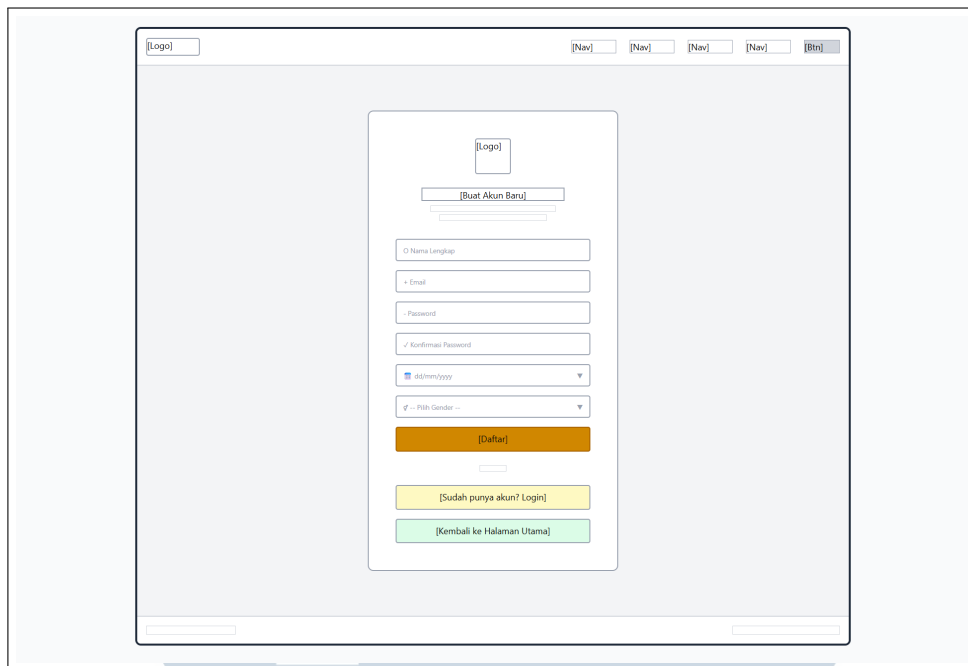 [Logo]
[Nav] [Nav] [Nav] [Nav] [Btn]
[Logo]
[Buat Akun Baru]
O Nama Lengkap
+ Email
- Password
✓ Konfirmasi Password
dd/mm/yyyy
⚥ -- Pilih Gender --
[Daftar]
[Sudah punya akun? Login]
[Kembali ke Halaman Utama]